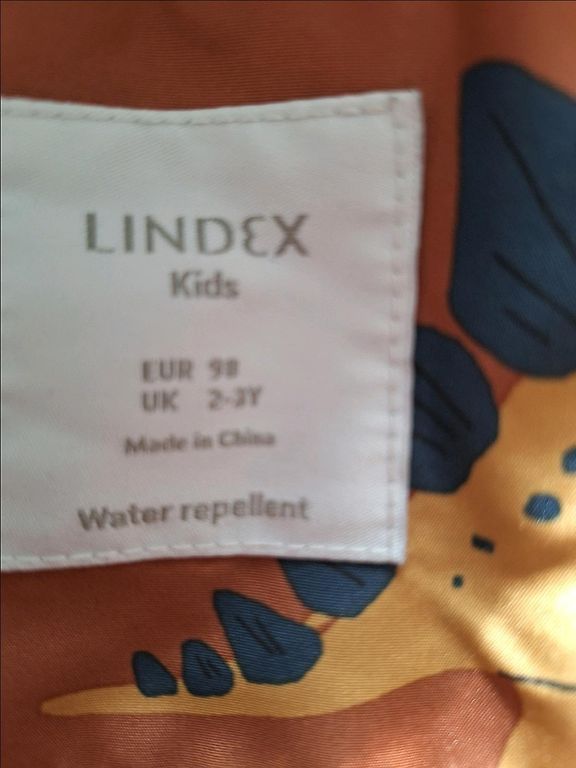 LINDEX
Kids
EUR 98
UK 2-3Y
Made in China
Water repellent